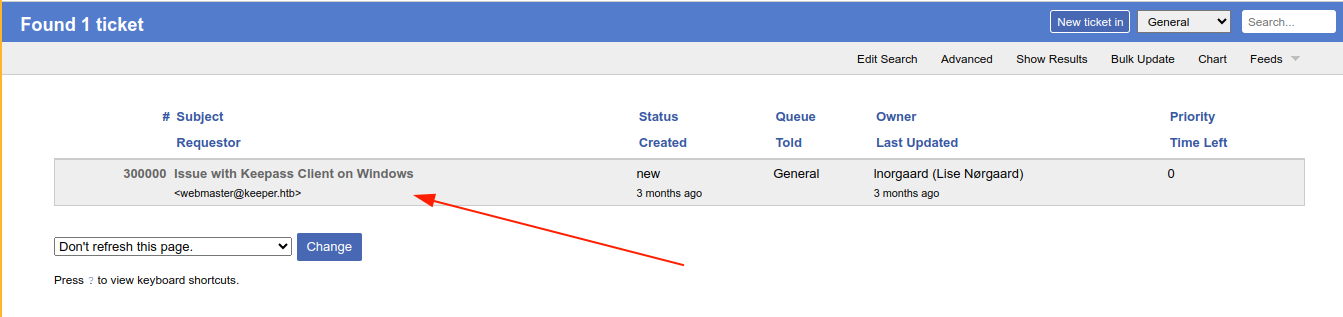 Found 1 ticket
New ticket in General Search...
Edit Search Advanced Show Results Bulk Update Chart Feeds
# Subject Status Queue Owner Priority
Requestor Created Told Last Updated Time Left
300000 Issue with Keepass Client on Windows new General lnorgaard (Lise Nørgaard) 0
<webmaster@keeper.htb> 3 months ago 3 months ago
Don't refresh this page. Change
Press ? to view keyboard shortcuts.